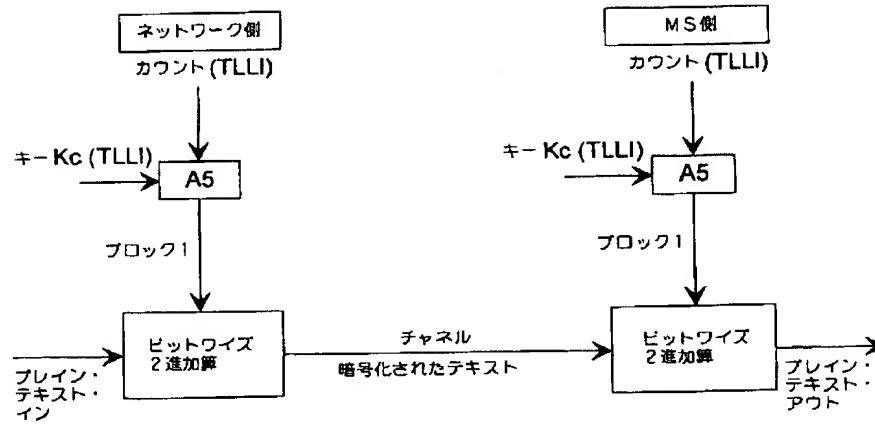 ネットワーク側
カウント(TLLI)
キーKc (TLLI)
A5
ブロック1
ビットワイズ
2進加算
プレイン・
テキスト・
イン
チャネル
暗号化されたテキスト
MS側
カウント(TLLI)
キーKc (TLLI)
A5
ブロック1
ビットワイズ
2進加算
プレイン・
テキスト・
アウト